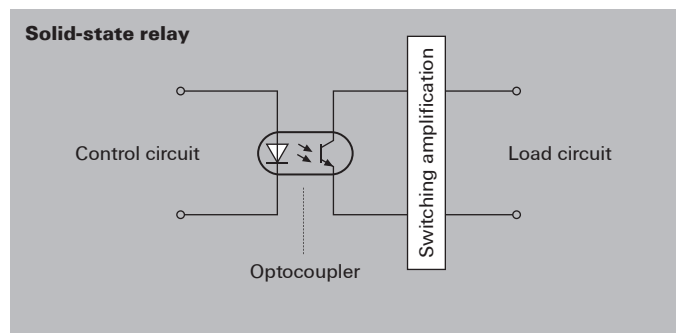 Solid-state relay
Control circuit
Optocoupler
Switching amplification
Load circuit